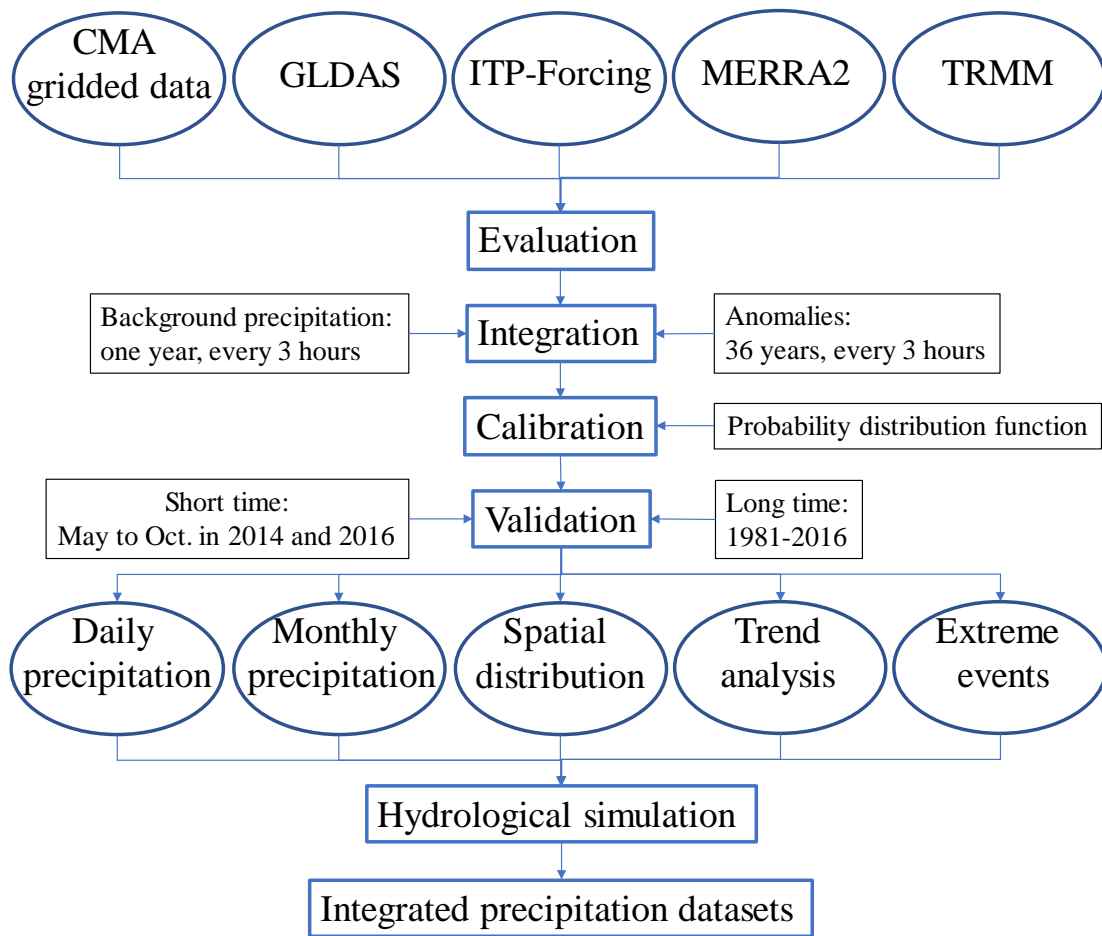 CMA
gridded data
GLDAS
ITP-Forcing
MERRA2
TRMM
Evaluation
Background precipitation:
one year, every 3 hours
Integration
Anomalies:
36 years, every 3 hours
Calibration
Probability distribution function
Short time:
May to Oct. in 2014 and 2016
Validation
Long time:
1981-2016
Daily
precipitation
Monthly
precipitation
Spatial
distribution
Trend
analysis
Extreme
events
Hydrological simulation
Integrated precipitation datasets